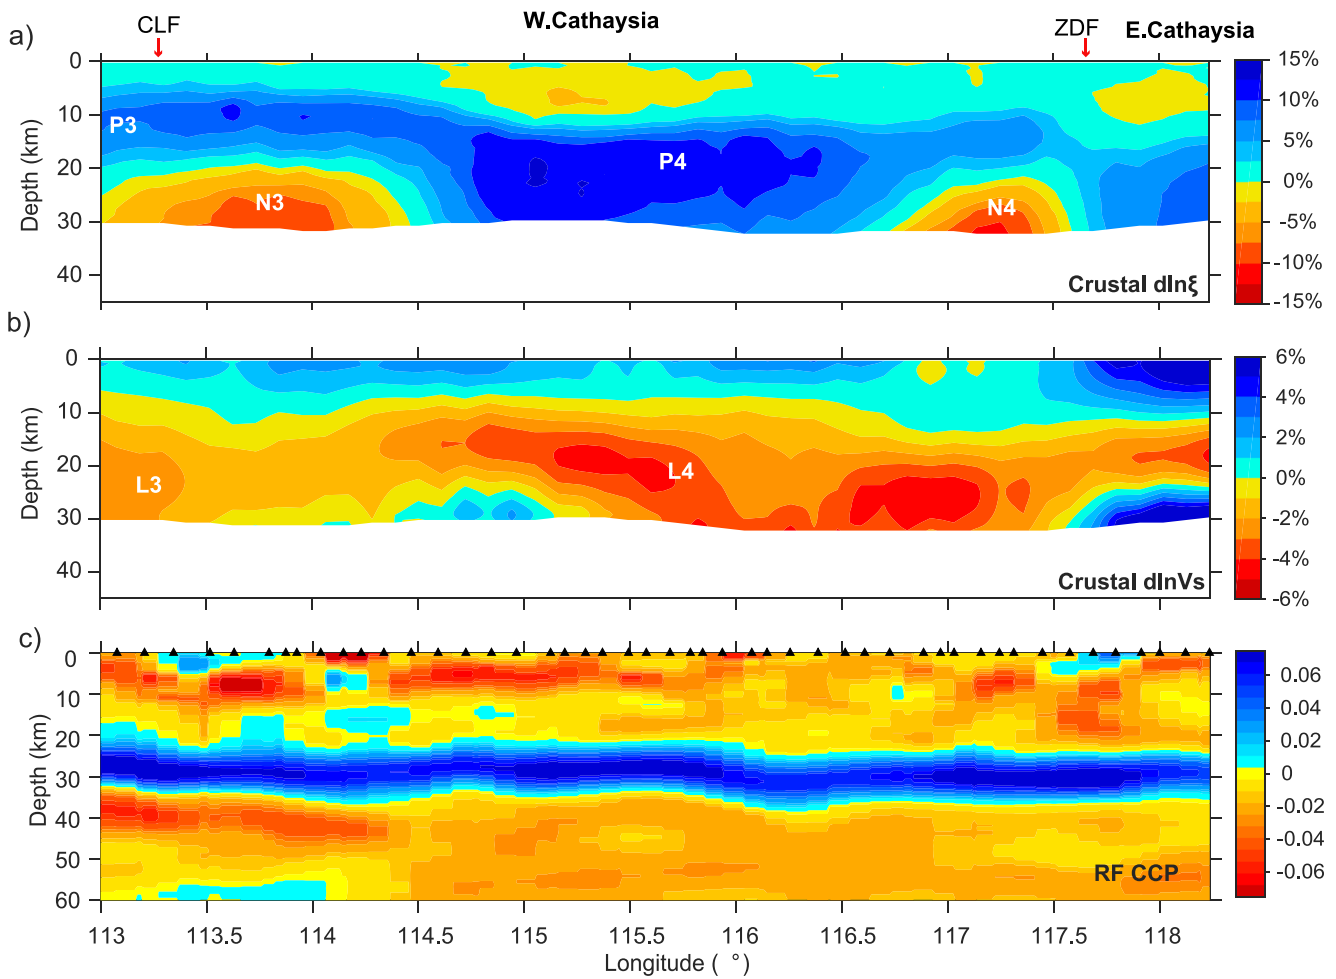 a)
CLF
W.Cathaysia
ZDF
E.Cathaysia
Depth (km)
0
10
20
30
40
P3
N3
P4
N4
Crustal dlnξ
15%
10%
5%
0%
-5%
-10%
-15%
b)
Depth (km)
0
10
20
30
40
L3
L4
Crustal dlnVs
6%
4%
2%
0%
-2%
-4%
-6%
c)
Depth (km)
0
10
20
30
40
50
60
RF CCP
0.06
0.04
0.02
0
-0.02
-0.04
-0.06
113 113.5 114 114.5 115 115.5 116 116.5 117 117.5 118
Longitude ( °)